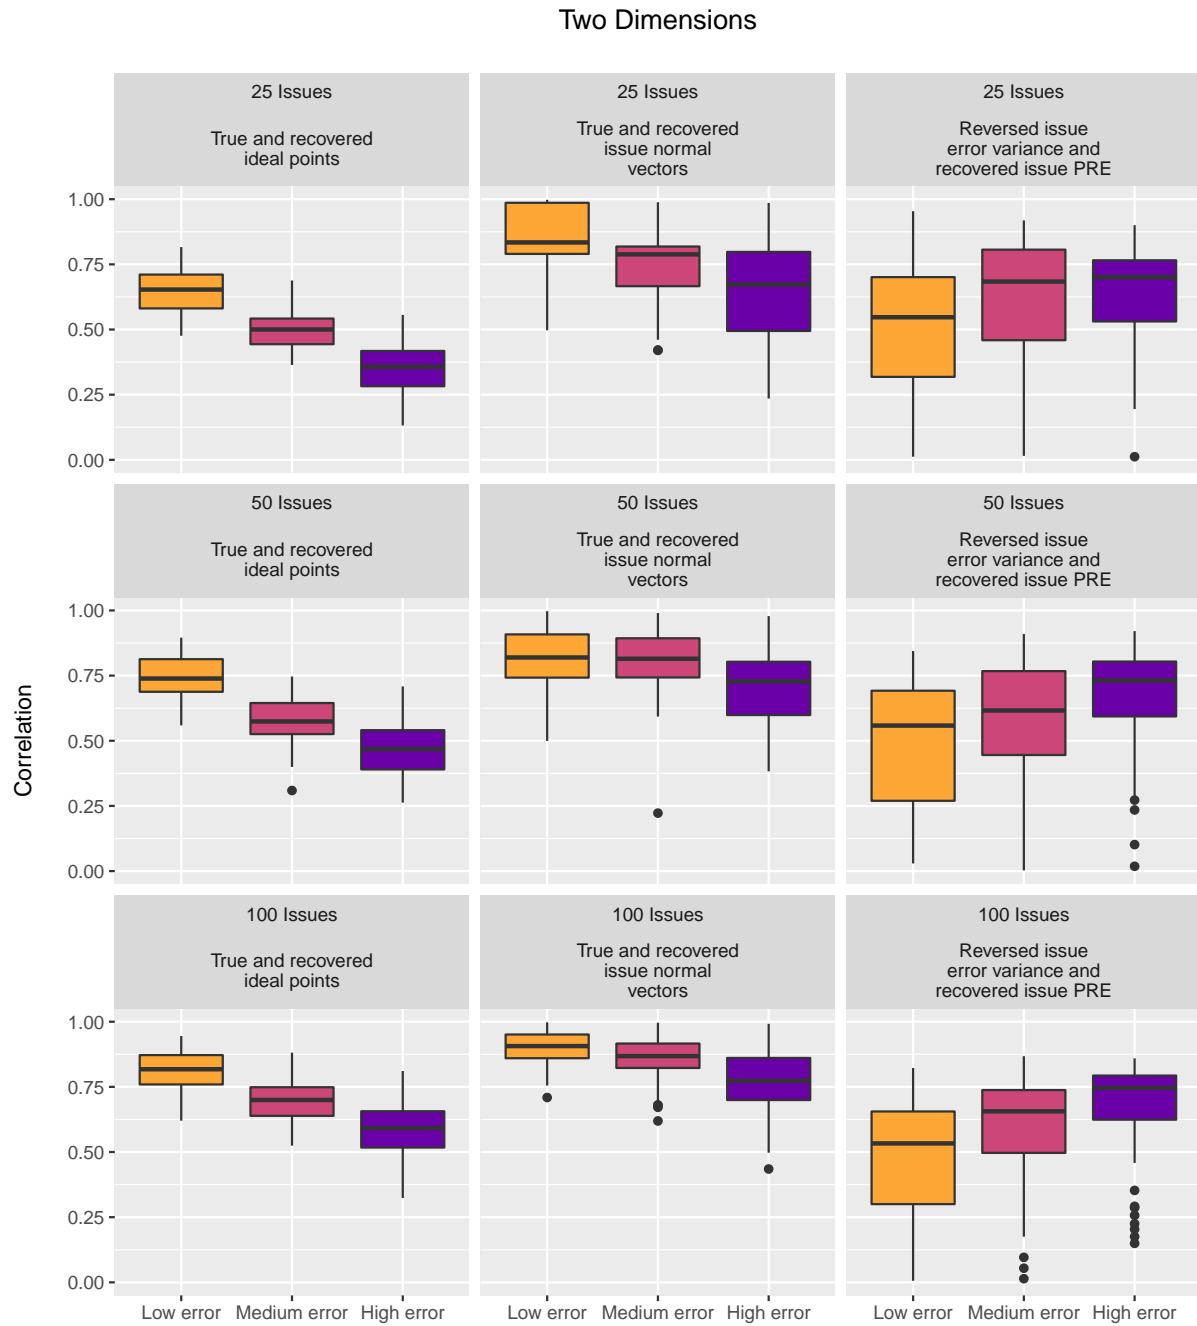 Two Dimensions
25 Issues
True and recovered
ideal points
25 Issues
True and recovered
issue normal
vectors
25 Issues
Reversed issue
error variance and
recovered issue PRE
1.00
0.75
0.50
0.25
0.00
50 Issues
True and recovered
ideal points
50 Issues
True and recovered
issue normal
vectors
50 Issues
Reversed issue
error variance and
recovered issue PRE
1.00
0.75
0.50
0.25
0.00
Correlation
100 Issues
True and recovered
ideal points
100 Issues
True and recovered
issue normal
vectors
100 Issues
Reversed issue
error variance and
recovered issue PRE
1.00
0.75
0.50
0.25
0.00
Low error Medium error High error
Low error Medium error High error
Low error Medium error High error